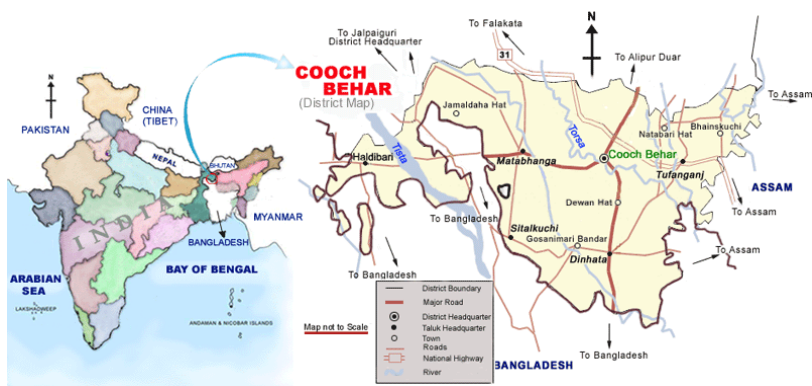 N
CHINA
(TIBET)
PAKISTAN
NEPAL
BHUTAN
INDIA
MYANMAR
BANGLADESH
BAY OF BENGAL
ARABIAN
SEA
LAKSHADWEEP
ANDAMAN & NICOBAR ISLANDS
To Jalpaiguri
District Headquarter
To Falakata
31
N
COOCH
BEHAR
(District Map)
To Alipur Duar
To Assam
Jamaldaha Hat
Tista
Torsa
Natabari Hat
Bhainskuchi
Haldibari
Matabhanga
Cooch Behar
Tufanganj
ASSAM
To Assam
Dewan Hat
To Bangladesh
Sitalkuchi
Gosanimari Bandar
Dinhata
To Assam
To Bangladesh
District Boundary
Major Road
District Headquarter
Taluk Headquarter
Town
Roads
National Highway
River
Map not to Scale
BANGLADESH
To Bangladesh